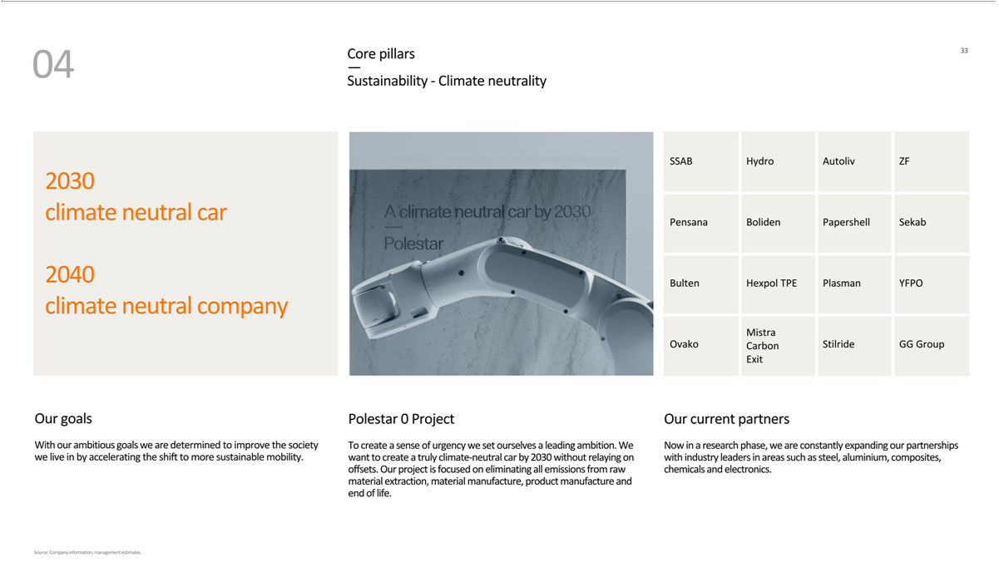 04
Core pillars
Sustainability - Climate neutrality
33
2030
climate neutral car
2040
climate neutral company
A climate neutral car by 2030
Polestar
SSAB
Hydro
Autoliv
ZF
Pensana
Boliden
Papershell
Sekab
Bulten
Hexpol TPE
Plasman
YFPO
Ovako
Mistra
Carbon
Exit
Stilride
GG Group
Our goals
With our ambitious goals we are determined to improve the society
we live in by accelerating the shift to more sustainable mobility.
Polestar 0 Project
To create a sense of urgency we set ourselves a leading ambition. We
want to create a truly climate-neutral car by 2030 without relaying on
offsets. Our project is focused on eliminating all emissions from raw
material extraction, material manufacture, product manufacture and
end of life.
Our current partners
Now in a research phase, we are constantly expanding our partnerships
with industry leaders in areas such as steel, aluminium, composites,
chemicals and electronics.
Source: Company information, management estimates.